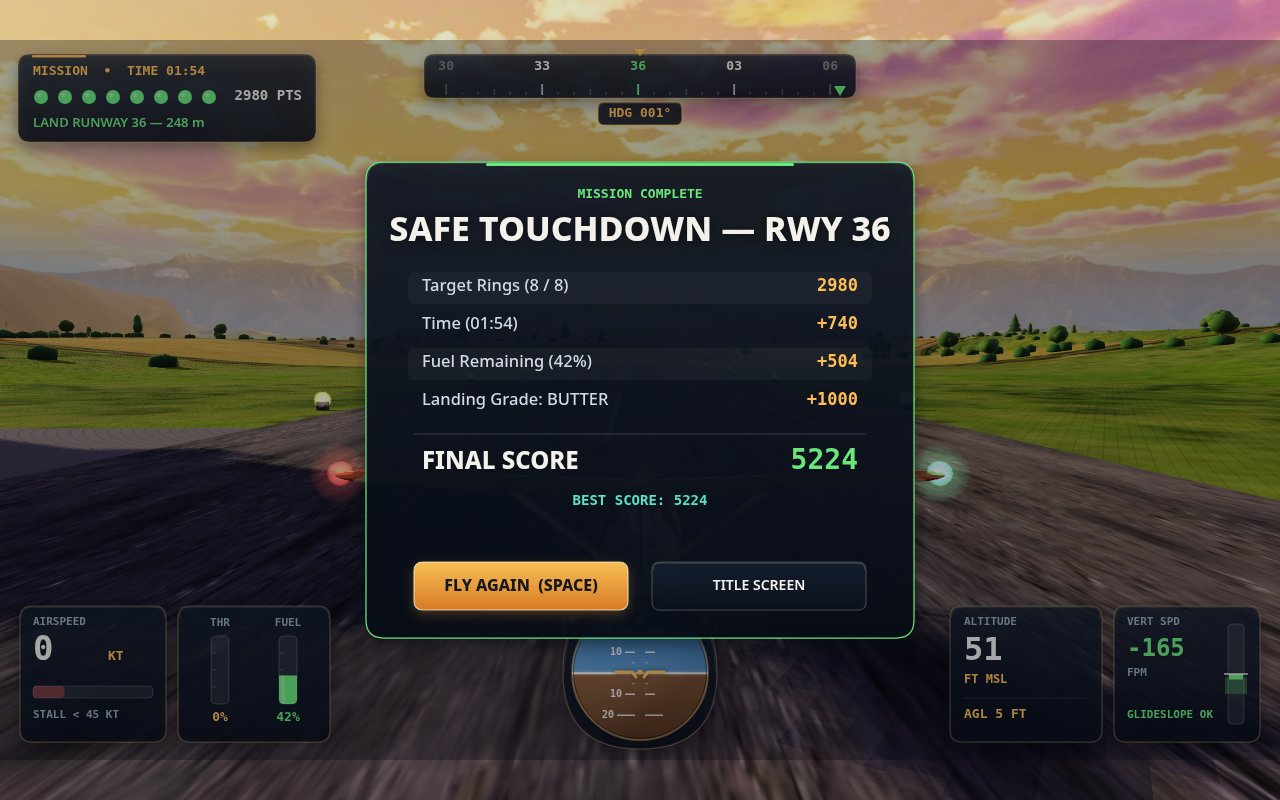 MISSION • TIME 01:54
2980 PTS
LAND RUNWAY 36 — 248 m
30 33 36 03 06
HDG 001°
MISSION COMPLETE
SAFE TOUCHDOWN — RWY 36
Target Rings (8 / 8) 2980
Time (01:54) +740
Fuel Remaining (42%) +504
Landing Grade: BUTTER +1000
FINAL SCORE 5224
BEST SCORE: 5224
FLY AGAIN (SPACE)
TITLE SCREEN
AIRSPEED
0 KT
STALL < 45 KT
THR FUEL
0% 42%
10
10
20
ALTITUDE
51
FT MSL
AGL 5 FT
VERT SPD
-165
FPM
GLIDESLOPE OK